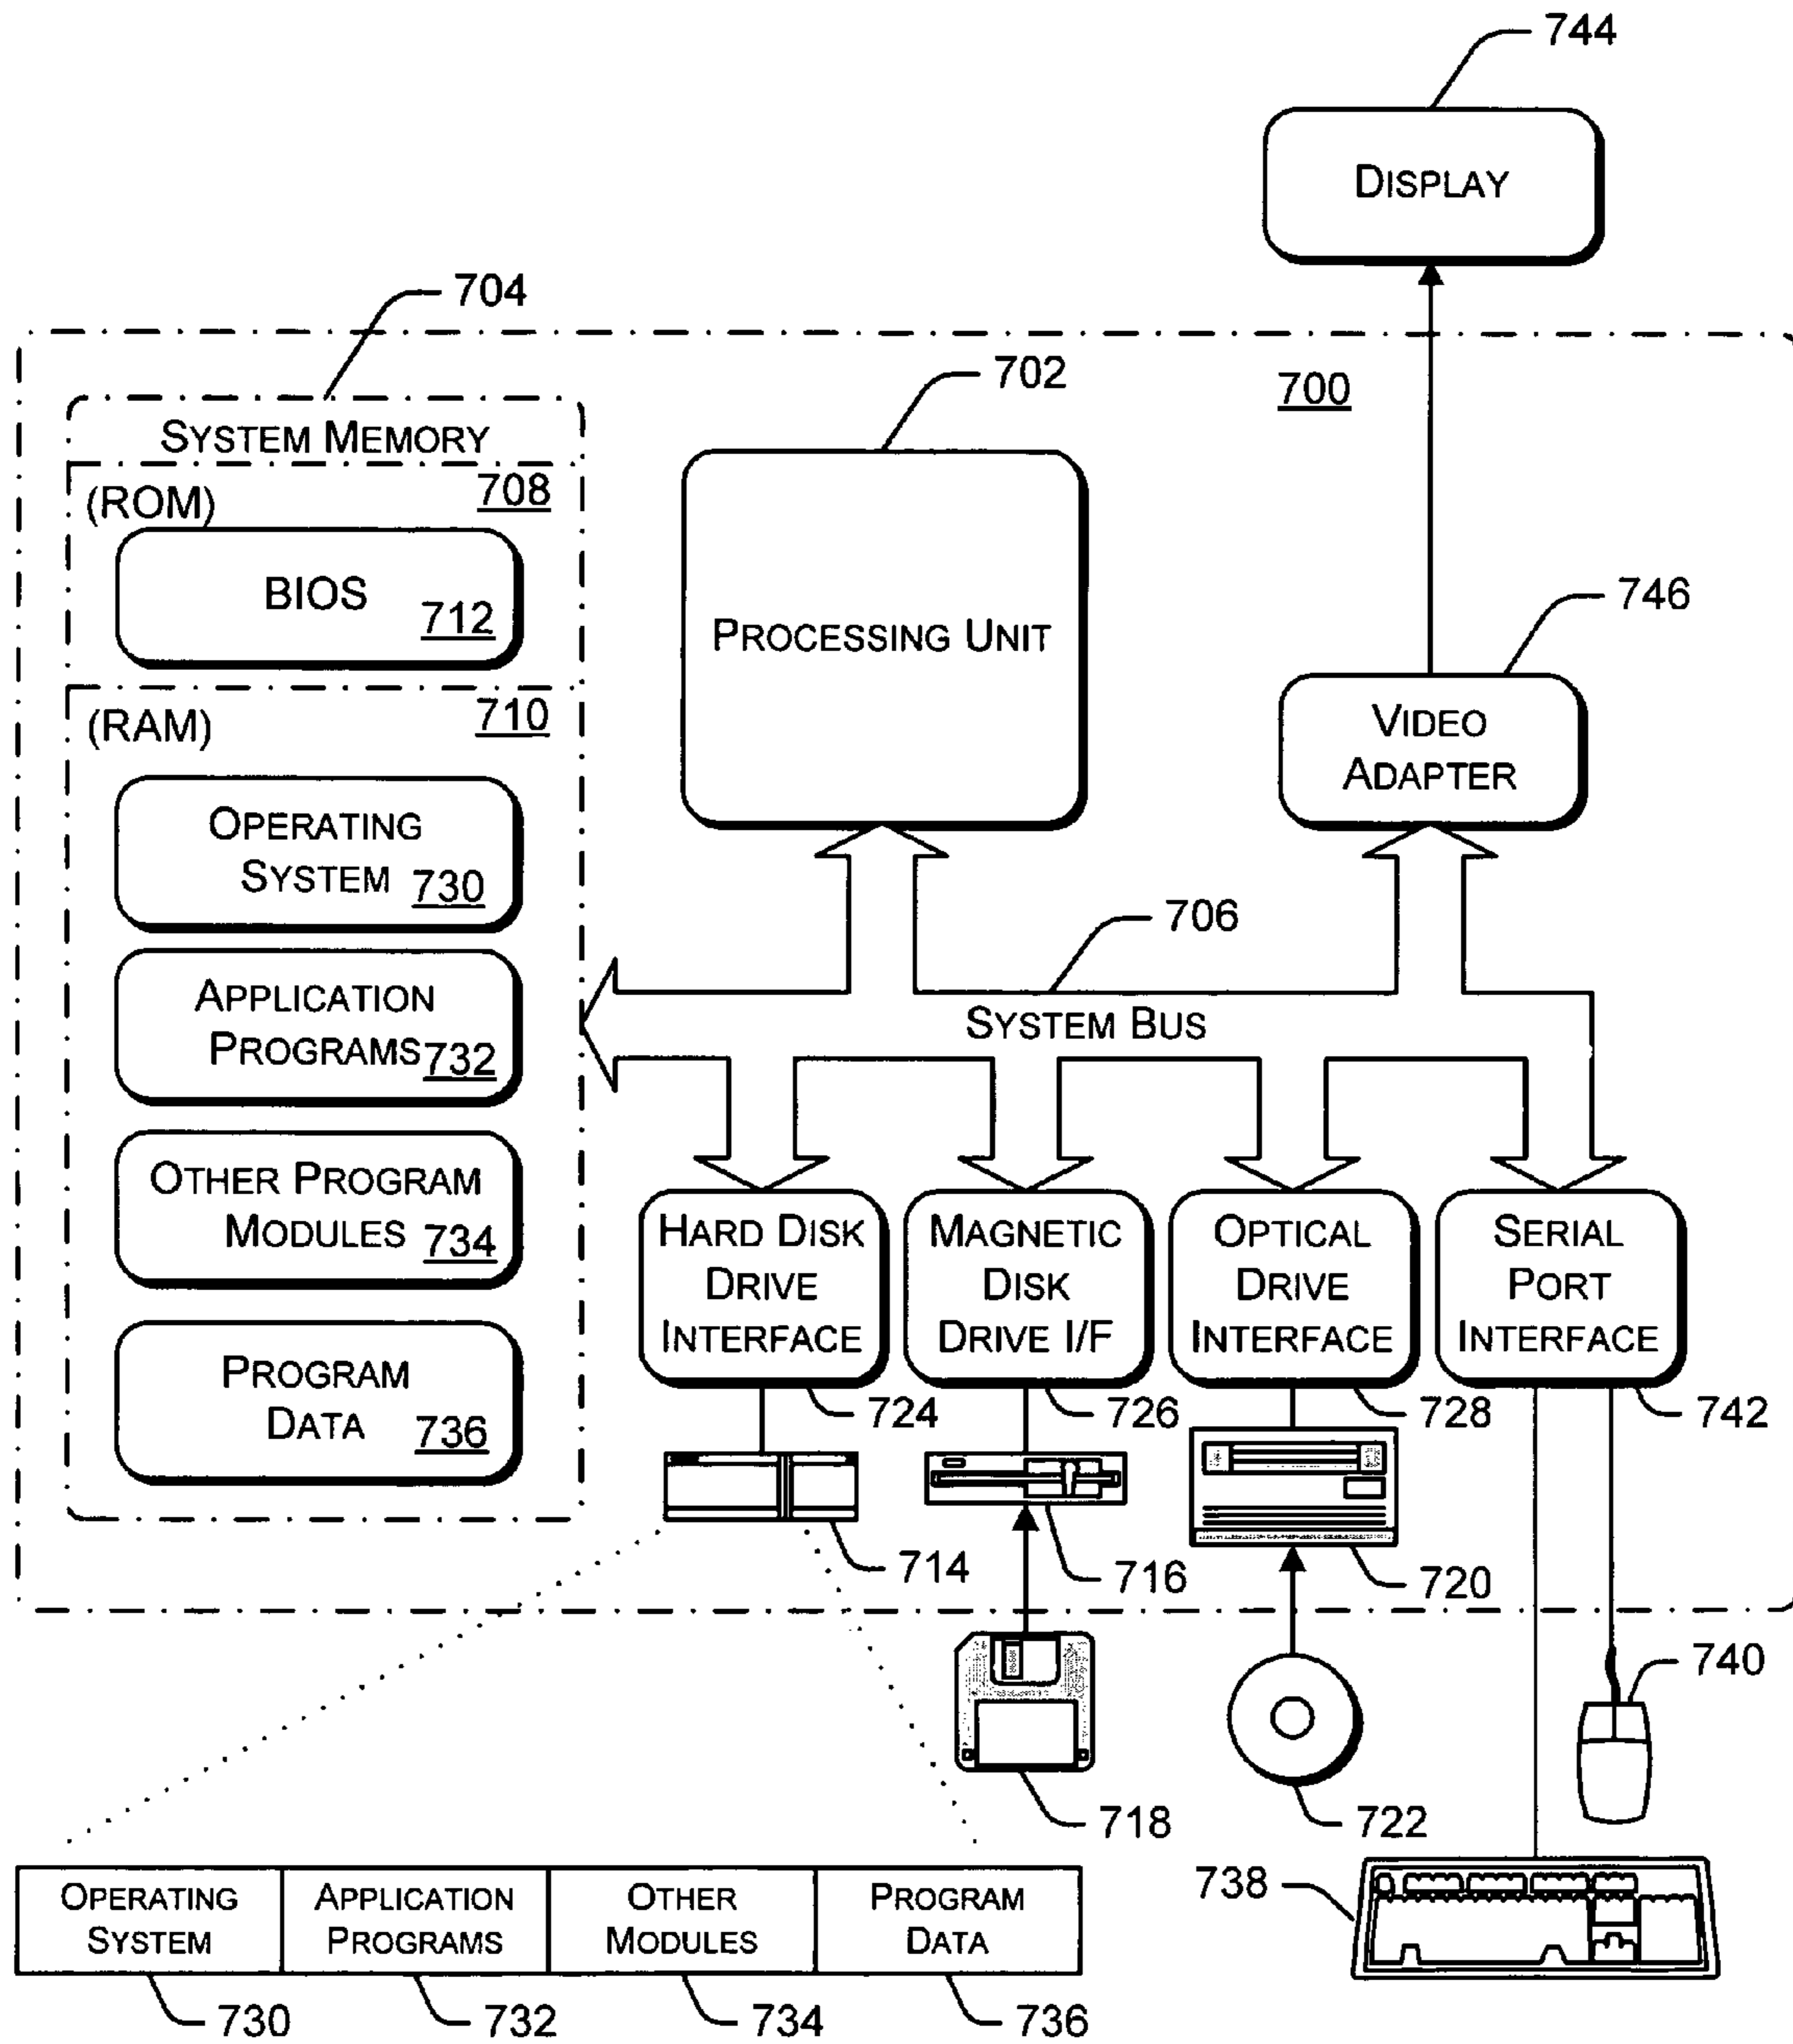 744
DISPLAY
704
702
700
SYSTEM MEMORY
(ROM)
708
BIOS
712
PROCESSING UNIT
746
VIDEO
ADAPTER
(RAM)
710
OPERATING
SYSTEM 730
APPLICATION
PROGRAMS 732
OTHER PROGRAM
MODULES 734
PROGRAM
DATA 736
706
SYSTEM BUS
HARD DISK
DRIVE
INTERFACE
MAGNETIC
DISK
DRIVE I/F
OPTICAL
DRIVE
INTERFACE
SERIAL
PORT
INTERFACE
724
726
728
742
714
716
720
740
718
722
738
OPERATING
SYSTEM
APPLICATION
PROGRAMS
OTHER
MODULES
PROGRAM
DATA
730
732
734
736